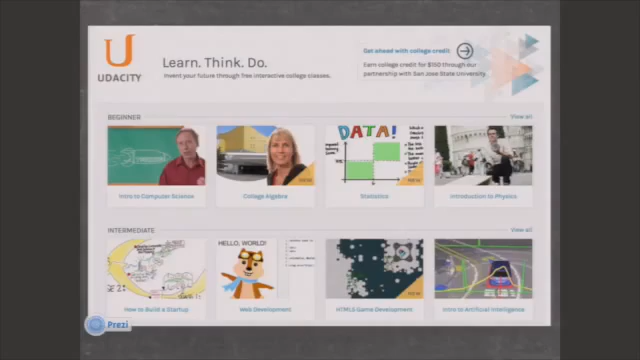 UDACITY
Learn. Think. Do.
Invent your future through free interactive college classes.
Get ahead with college credit
Earn college credit for $150 through our
partnership with San Jose State University.
BEGINNER
View all
DATA!
Intro to Computer Science
College Algebra
Statistics
Introduction to Physics
INTERMEDIATE
View all
HELLO, WORLD!
How to Build a Startup
Web Development
HTML5 Game Development
Intro to Artificial Intelligence
Prezi